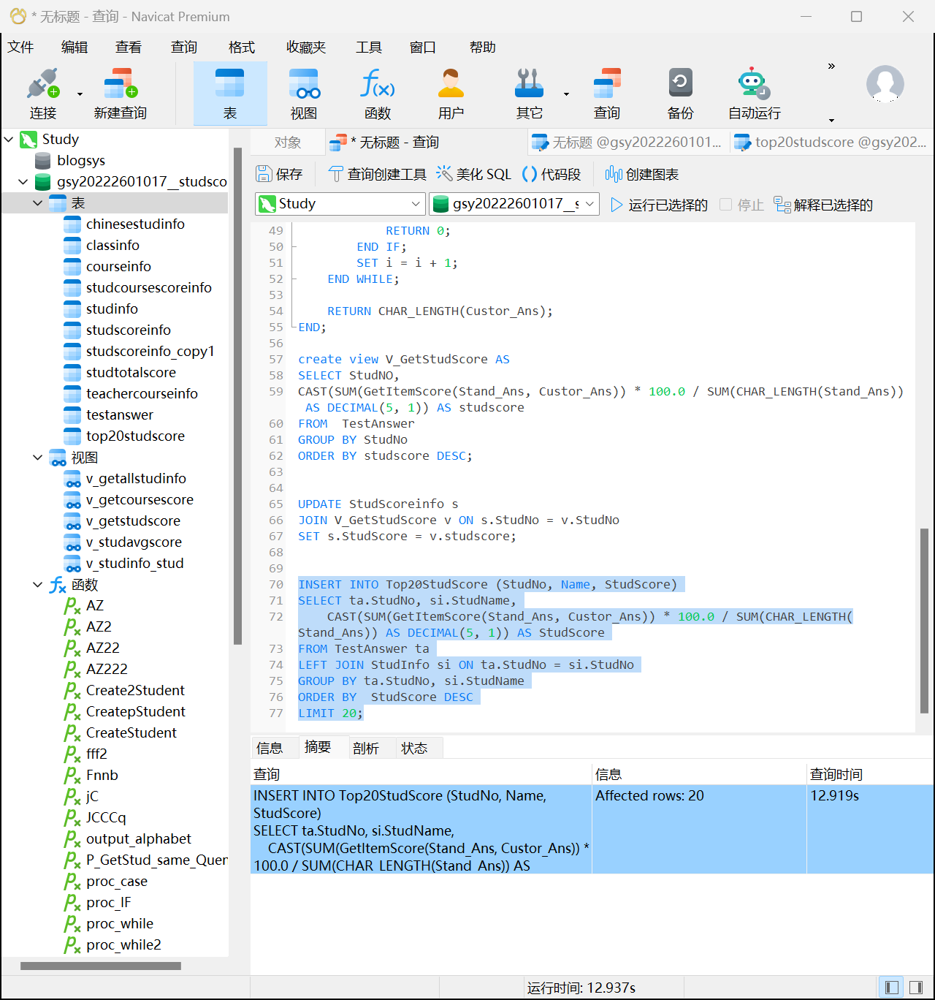 * 无标题 - 查询 - Navicat Premium
文件 编辑 查看 查询 格式 收藏夹 工具 窗口 帮助
连接 新建查询 表 视图 函数 用户 其它 查询 备份 自动运行
Study
blogsys
gsy20222601017__studsco
表
chinesestudinfo
classinfo
courseinfo
studcoursescoreinfo
studinfo
studscoreinfo
studscoreinfo_copy1
studtotalscore
teachercourseinfo
testanswer
top20studscore
视图
v_getallstudinfo
v_getcoursescore
v_getstudscore
v_studavgscore
v_studinfo_stud
函数
AZ
AZ2
AZ22
AZ222
Create2Student
CreatepStudent
CreateStudent
fff2
Fnnb
jC
JCCCq
output_alphabet
P_GetStud_same_Quer
proc_case
proc_IF
proc_while
proc_while2
对象 * 无标题 - 查询 无标题 @gsy2022260101... top20studscore @gsy202...
保存 查询创建工具 美化 SQL 代码段 创建图表
Study gsy20222601017__s 运行已选择的 停止 解释已选择的
49 RETURN 0;
50 END IF;
51 SET i = i + 1;
52 END WHILE;
53
54 RETURN CHAR_LENGTH(Custor_Ans);
55 END;
56
57 create view V_GetStudScore AS
58 SELECT StudNO,
59 CAST(SUM(GetItemScore(Stand_Ans, Custor_Ans)) * 100.0 / SUM(CHAR_LENGTH(Stand_Ans))
AS DECIMAL(5, 1)) AS studscore
60 FROM  TestAnswer
61 GROUP BY StudNo
62 ORDER BY studscore DESC;
63
64
65 UPDATE StudScoreinfo s
66 JOIN V_GetStudScore v ON s.StudNo = v.StudNo
67 SET s.StudScore = v.studscore;
68
69
70 INSERT INTO Top20StudScore (StudNo, Name, StudScore)
71 SELECT ta.StudNo, si.StudName,
72 CAST(SUM(GetItemScore(Stand_Ans, Custor_Ans)) * 100.0 / SUM(CHAR_LENGTH(
Stand_Ans)) AS DECIMAL(5, 1)) AS StudScore
73 FROM TestAnswer ta
74 LEFT JOIN StudInfo si ON ta.StudNo = si.StudNo
75 GROUP BY ta.StudNo, si.StudName
76 ORDER BY  StudScore DESC
77 LIMIT 20;
信息 摘要 剖析 状态
查询 信息 查询时间
INSERT INTO Top20StudScore (StudNo, Name, Affected rows: 20 12.919s
StudScore)
SELECT ta.StudNo, si.StudName,
CAST(SUM(GetItemScore(Stand_Ans, Custor_Ans)) *
100.0 / SUM(CHAR_LENGTH(Stand_Ans)) AS
运行时间: 12.937s